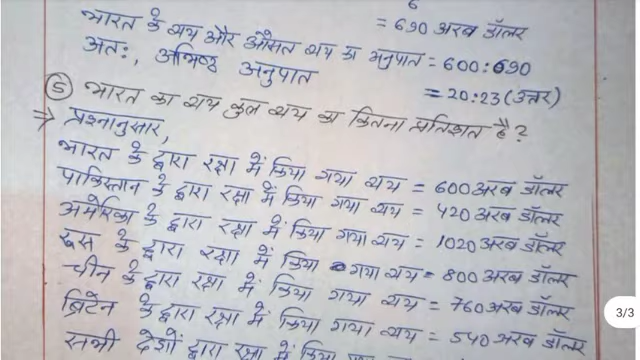 6
= 690 अरब डॉलर
भारत के व्यय और औसत व्यय का अनुपात = 600:690
अतः, अभिष्ठ अनुपात = 20:23 (उत्तर)
⑤ भारत का व्यय कुल व्यय का कितना प्रतिशत है?
⇒ प्रश्नानुसार,
भारत के द्वारा रक्षा में किया गया व्यय = 600 अरब डॉलर
पाकिस्तान के द्वारा रक्षा में किया गया व्यय = 420 अरब डॉलर
अमेरिका के द्वारा रक्षा में किया गया व्यय = 1020 अरब डॉलर
रूस के द्वारा रक्षा में किया गया व्यय = 800 अरब डॉलर
चीन के द्वारा रक्षा में किया गया व्यय = 760 अरब डॉलर
ब्रिटेन के द्वारा रक्षा में किया गया व्यय = 540 अरब डॉलर
सभी देशों द्वारा रक्षा में किया
3/3